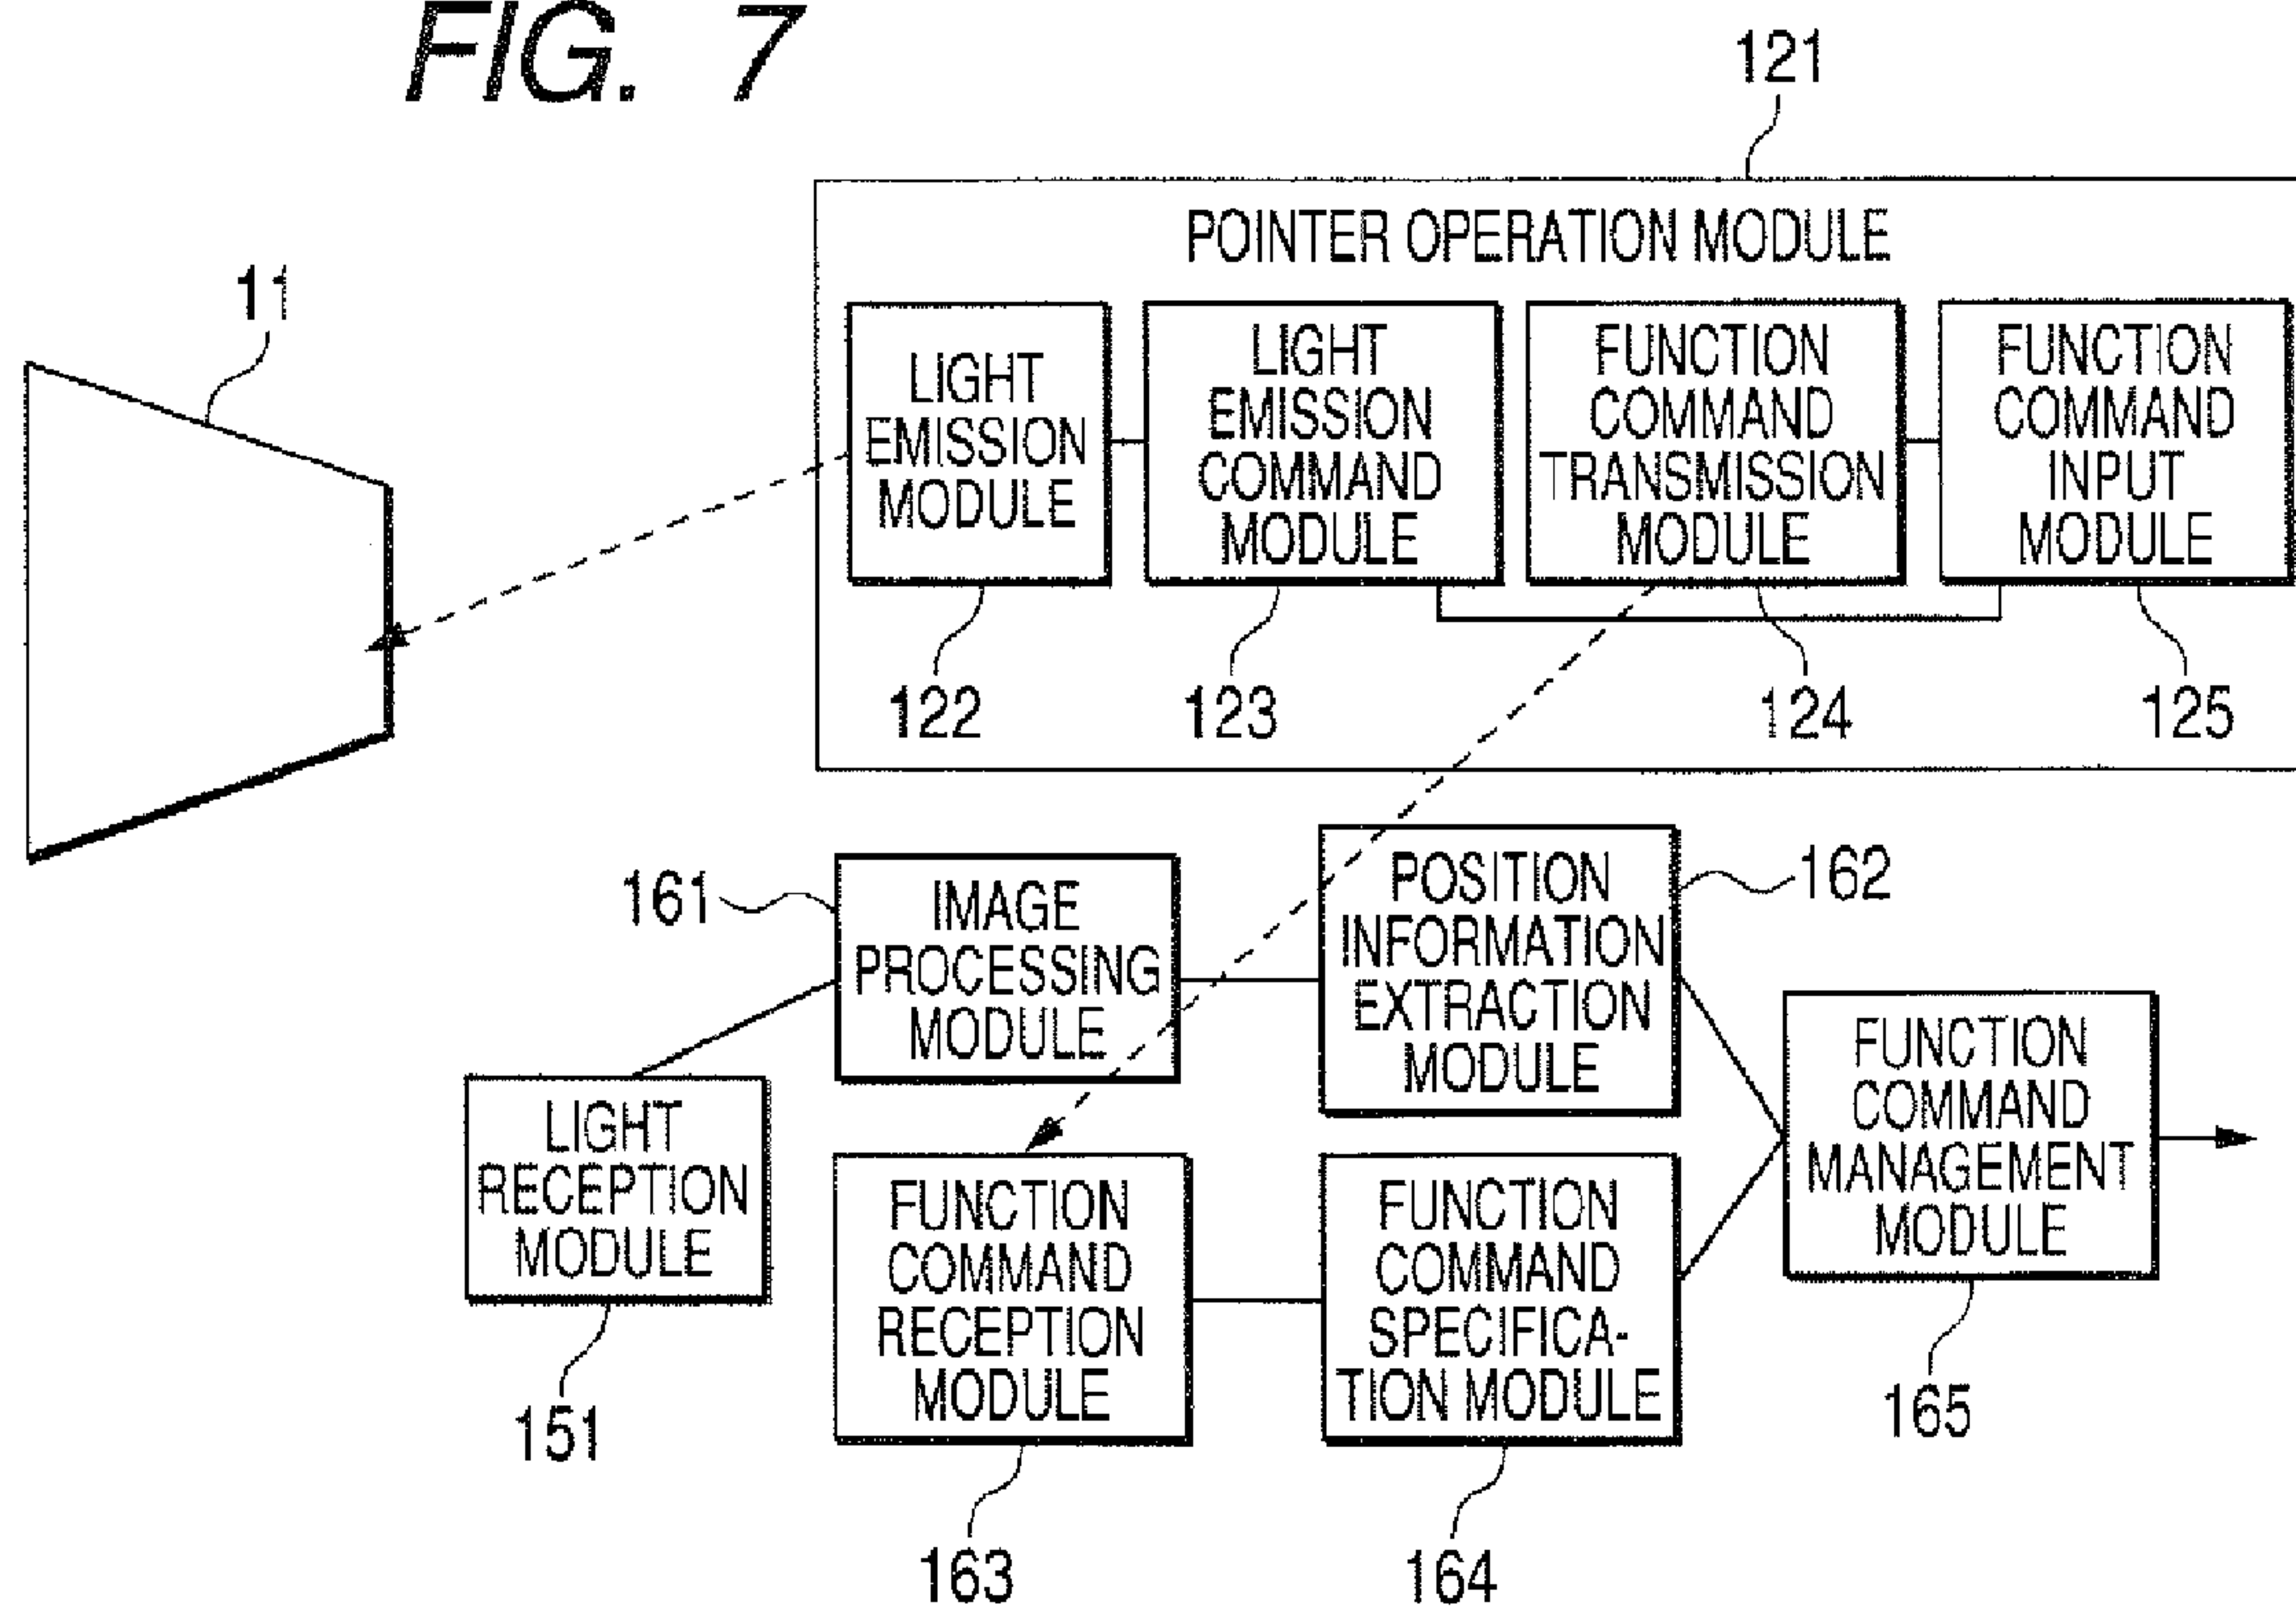 FIG. 7
121
POINTER OPERATION MODULE
11
LIGHT
EMISSION
MODULE
LIGHT
EMISSION
COMMAND
MODULE
FUNCTION
COMMAND
TRANSMISSION
MODULE
FUNCTION
COMMAND
INPUT
MODULE
122
123
124
125
161
IMAGE
PROCESSING
MODULE
POSITION
INFORMATION
EXTRACTION
MODULE
162
LIGHT
RECEPTION
MODULE
151
FUNCTION
COMMAND
RECEPTION
MODULE
163
FUNCTION
COMMAND
SPECIFICA-
TION MODULE
164
FUNCTION
COMMAND
MANAGEMENT
MODULE
165